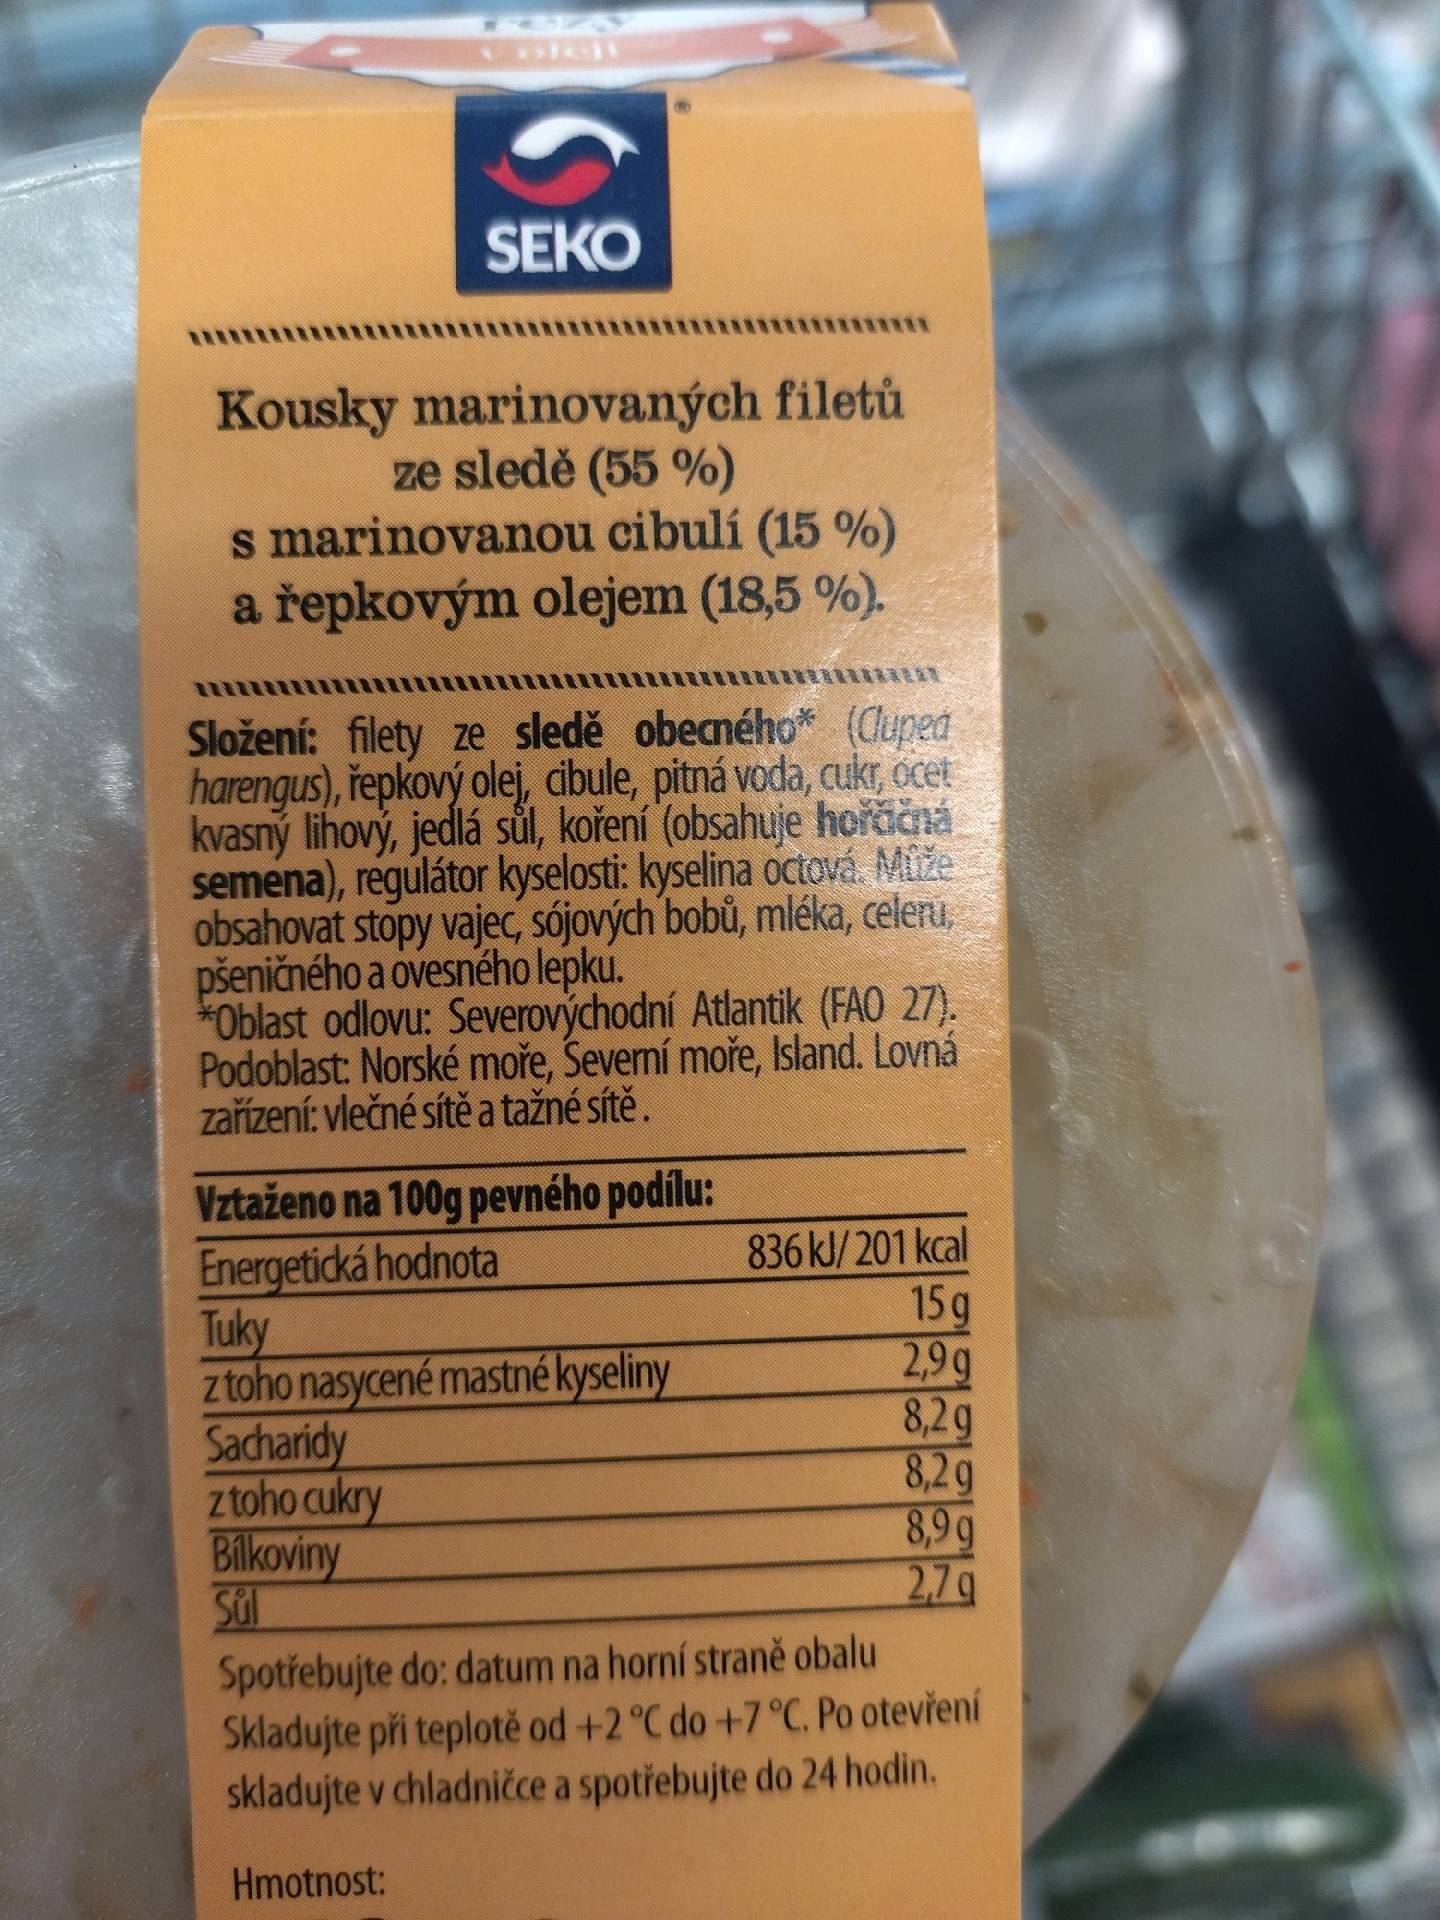 řezy
v oleji
®
SEKO
Kousky marinovaných filetů
ze sledě (55 %)
s marinovanou cibulí (15 %)
a řepkovým olejem (18,5 %).
Složení: filety ze sledě obecného* (Clupea
harengus), řepkový olej, cibule, pitná voda, cukr, ocet
kvasný lihový, jedlá sůl, koření (obsahuje hořčičná
semena), regulátor kyselosti: kyselina octová. Může
obsahovat stopy vajec, sójových bobů, mléka, celeru,
pšeničného a ovesného lepku.
*Oblast odlovu: Severovýchodní Atlantik (FAO 27).
Podoblast: Norské moře, Severní moře, Island. Lovná
zařízení: vlečné sítě a tažné sítě.
Vztaženo na 100g pevného podílu:
Energetická hodnota 836 kJ/ 201 kcal
Tuky 15 g
z toho nasycené mastné kyseliny 2,9 g
Sacharidy 8,2 g
z toho cukry 8,2 g
Bílkoviny 8,9 g
Sůl 2,7 g
Spotřebujte do: datum na horní straně obalu
Skladujte při teplotě od +2 °C do +7 °C. Po otevření
skladujte v chladničce a spotřebujte do 24 hodin.
Hmotnost: